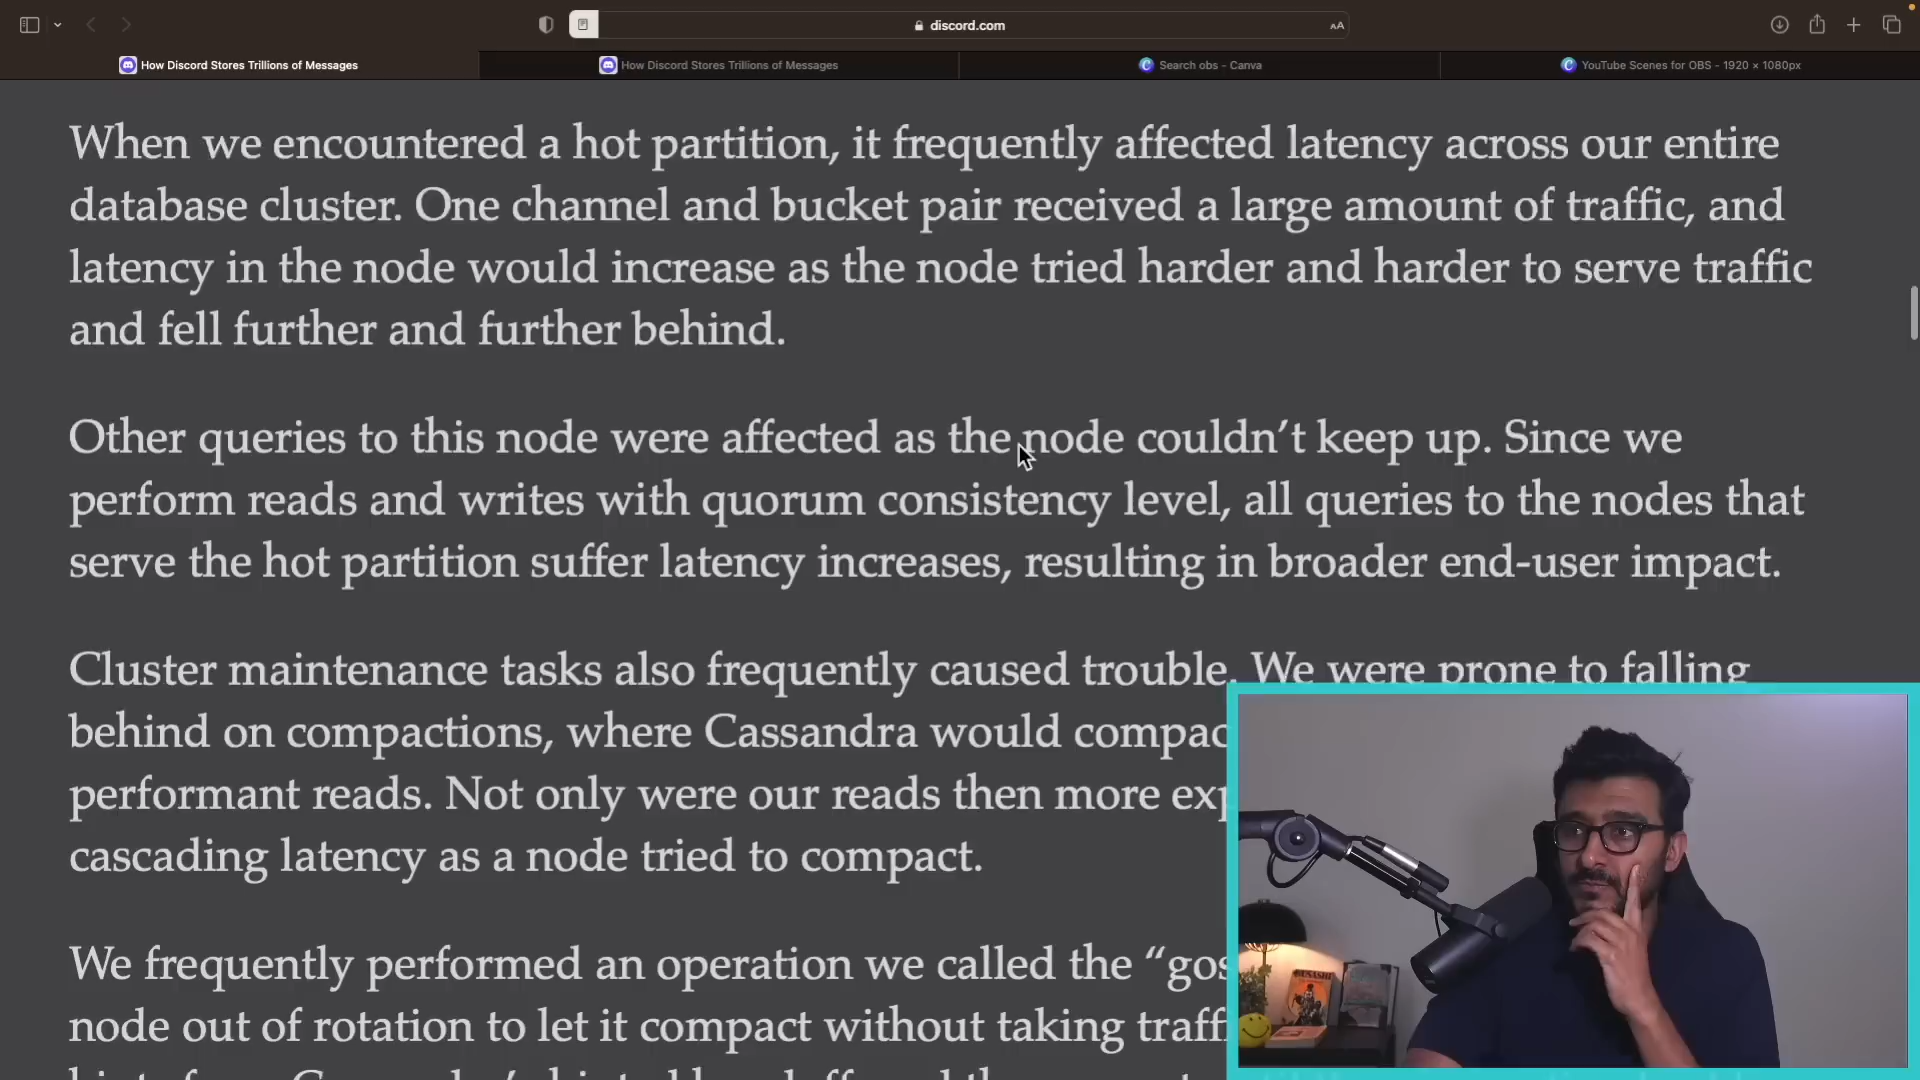 discord.com
AA
How Discord Stores Trillions of Messages
How Discord Stores Trillions of Messages
Search obs – Canva
YouTube Scenes for OBS - 1920 × 1080px
When we encountered a hot partition, it frequently affected latency across our entire
database cluster. One channel and bucket pair received a large amount of traffic, and
latency in the node would increase as the node tried harder and harder to serve traffic
and fell further and further behind.
Other queries to this node were affected as the node couldn’t keep up. Since we
perform reads and writes with quorum consistency level, all queries to the nodes that
serve the hot partition suffer latency increases, resulting in broader end-user impact.
Cluster maintenance tasks also frequently caused trouble. We were prone to falling
behind on compactions, where Cassandra would compac
performant reads. Not only were our reads then more exp
cascading latency as a node tried to compact.
We frequently performed an operation we called the “gos
node out of rotation to let it compact without taking traff
MUSASHI